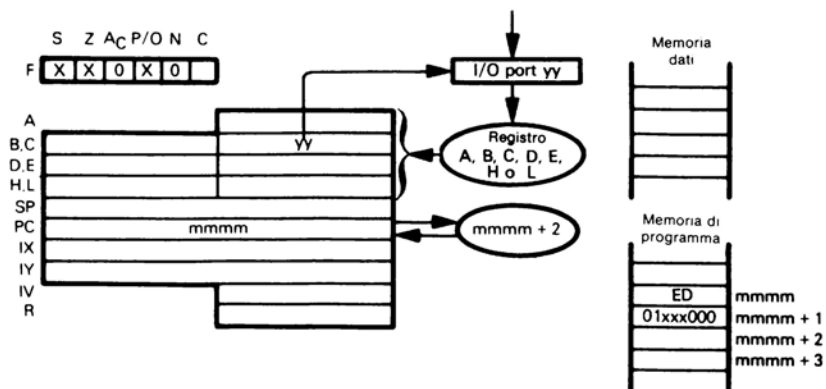 S Z AC P/O N C
F X X 0 X 0
I/O port yy
Memoria
dati
A
B,C yy
D,E
H,L
Registro
A, B, C, D, E,
H o L
SP
PC mmmm
mmmm + 2
IX
IY
IV
R
Memoria di
programma
ED mmmm
01xxx000 mmmm + 1
mmmm + 2
mmmm + 3